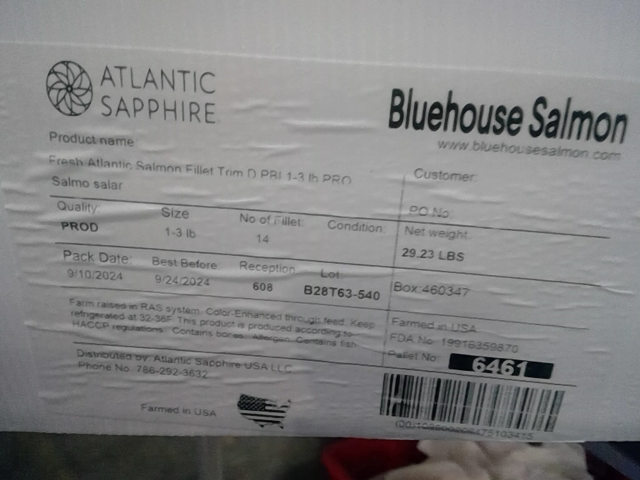 ATLANTIC
SAPPHIRE
Bluehouse Salmon
www.bluehousesalmon.com
Product name
Fresh Atlantic Salmon Fillet Trim D PBI 1-3 lb PRO
Salmo salar
Customer:
PO No:
Quality:
PROD
Size
1-3 lb
No of Fillet:
14
Condition:
Net weight:
29.23 LBS
Pack Date:
9/10/2024
Best Before:
9/24/2024
Reception
608
Lot:
B28T63-540
Box:460347
Farm raised in RAS system. Color-Enhanced through feed. Keep
refrigerated at 32-36F. This product is produced according to
HACCP regulations. Contains bones. Allergen: Contains fish
Farmed in USA
FDA No: 19916359870
Pallet No: 6461
Distributed by: Atlantic Sapphire USA LLC
Phone No: 786-292-3632
Farmed in USA